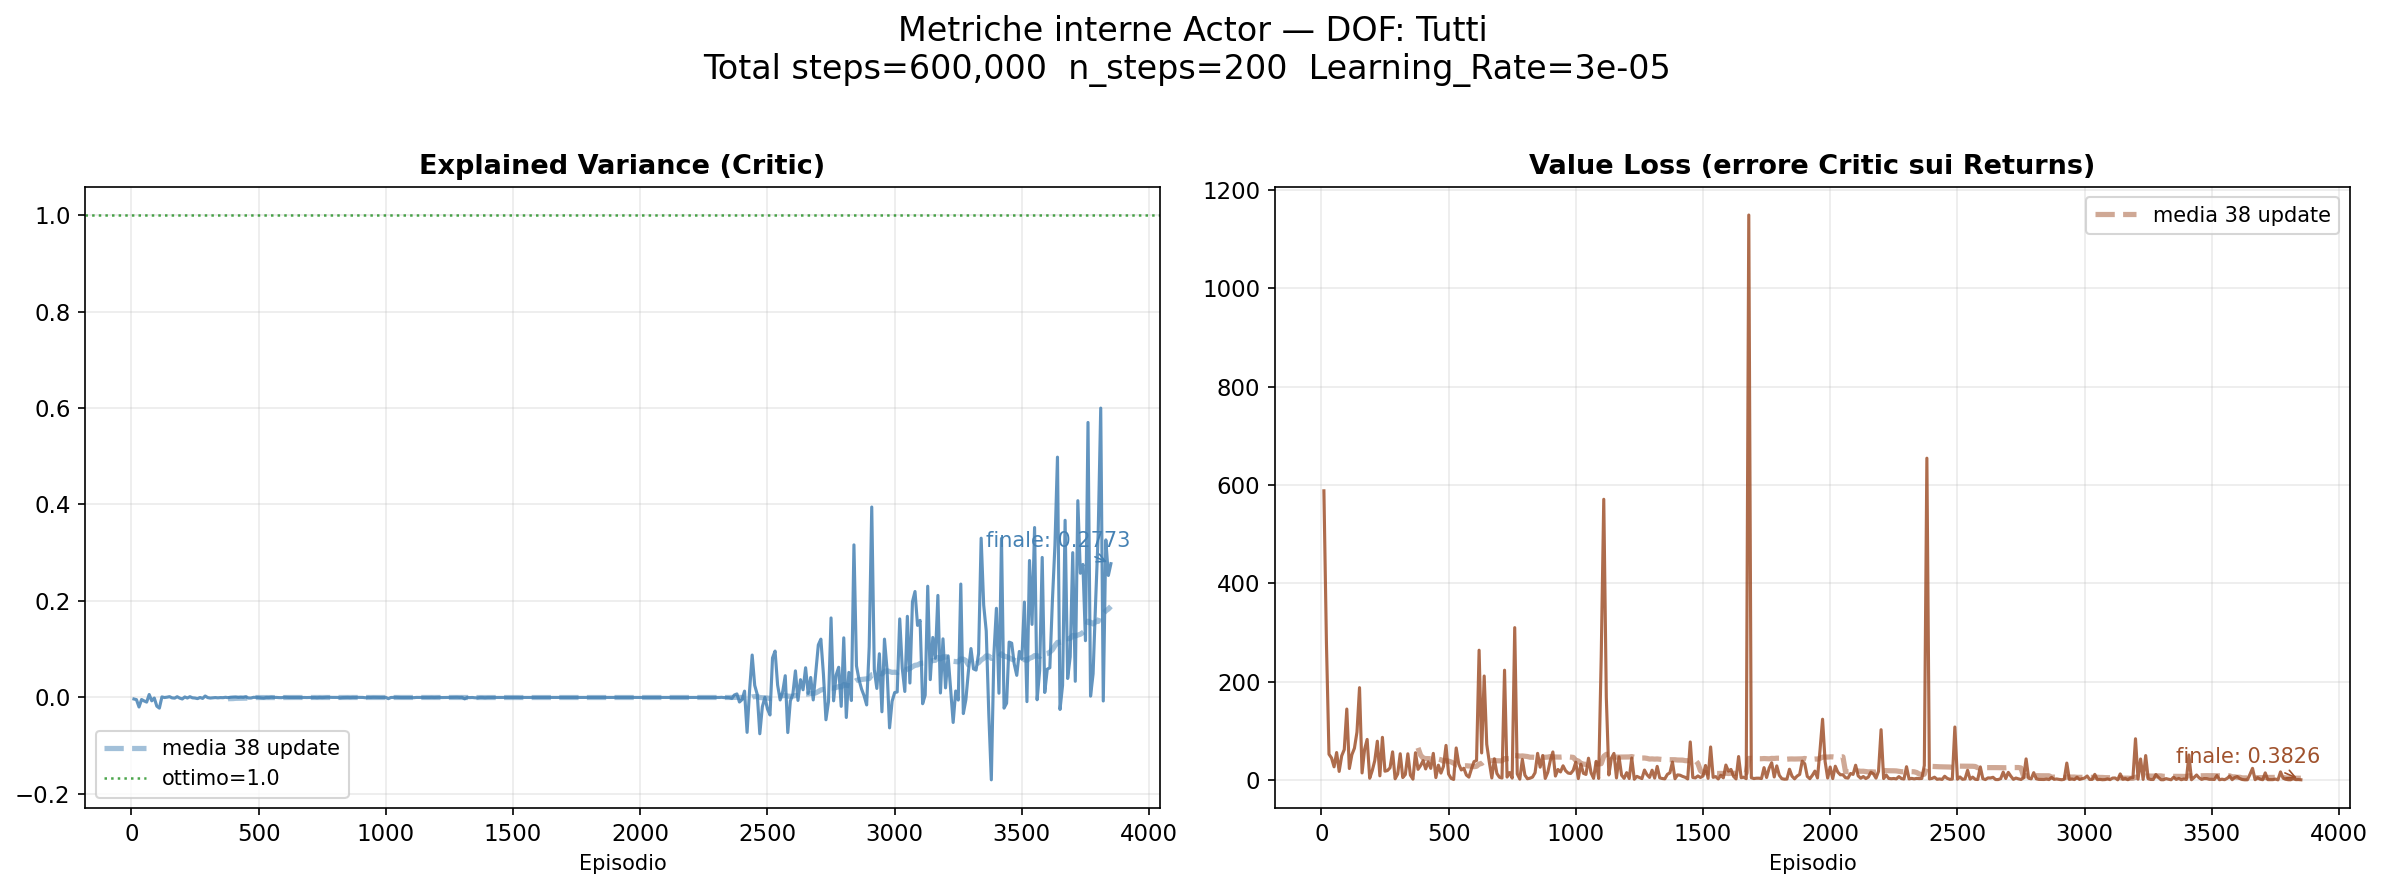 Metriche interne Actor — DOF: Tutti
Total steps=600,000  n_steps=200  Learning_Rate=3e-05
Explained Variance (Critic)
1.0
0.8
0.6
0.4
0.2
0.0
−0.2
finale: 0.2773
media 38 update
ottimo=1.0
0 500 1000 1500 2000 2500 3000 3500 4000
Episodio
Value Loss (errore Critic sui Returns)
1200
1000
800
600
400
200
0
media 38 update
finale: 0.3826
0 500 1000 1500 2000 2500 3000 3500 4000
Episodio